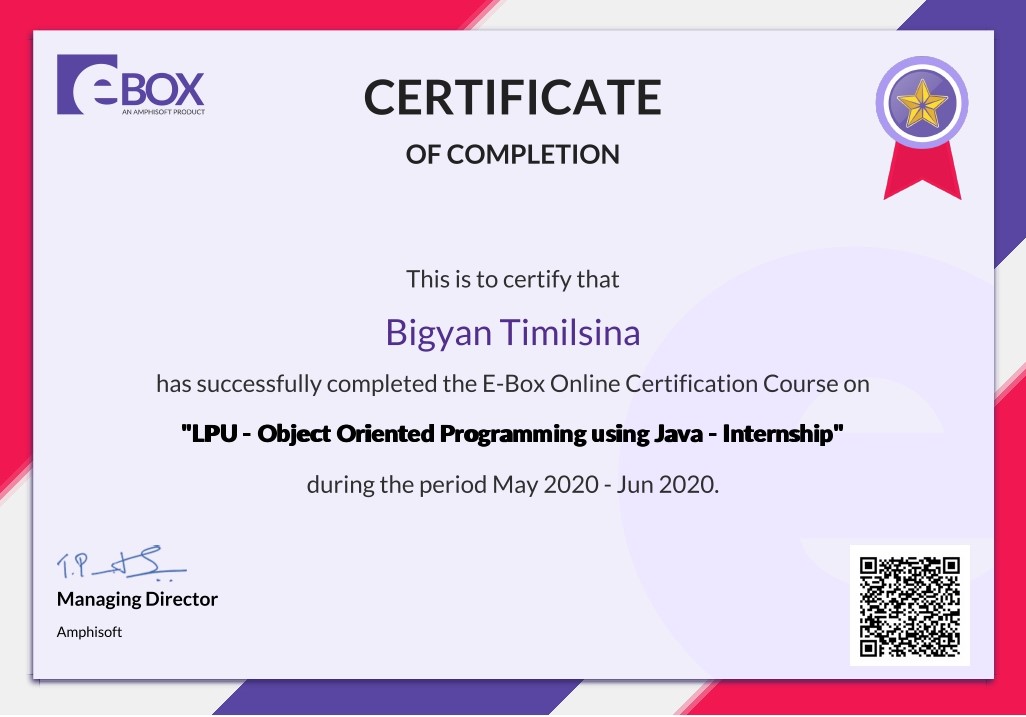 eBOX
AN AMPHISOFT PRODUCT
CERTIFICATE
OF COMPLETION
This is to certify that
Bigyan Timilsina
has successfully completed the E-Box Online Certification Course on
"LPU - Object Oriented Programming using Java - Internship"
during the period May 2020 - Jun 2020.
T.P
Managing Director
Amphisoft